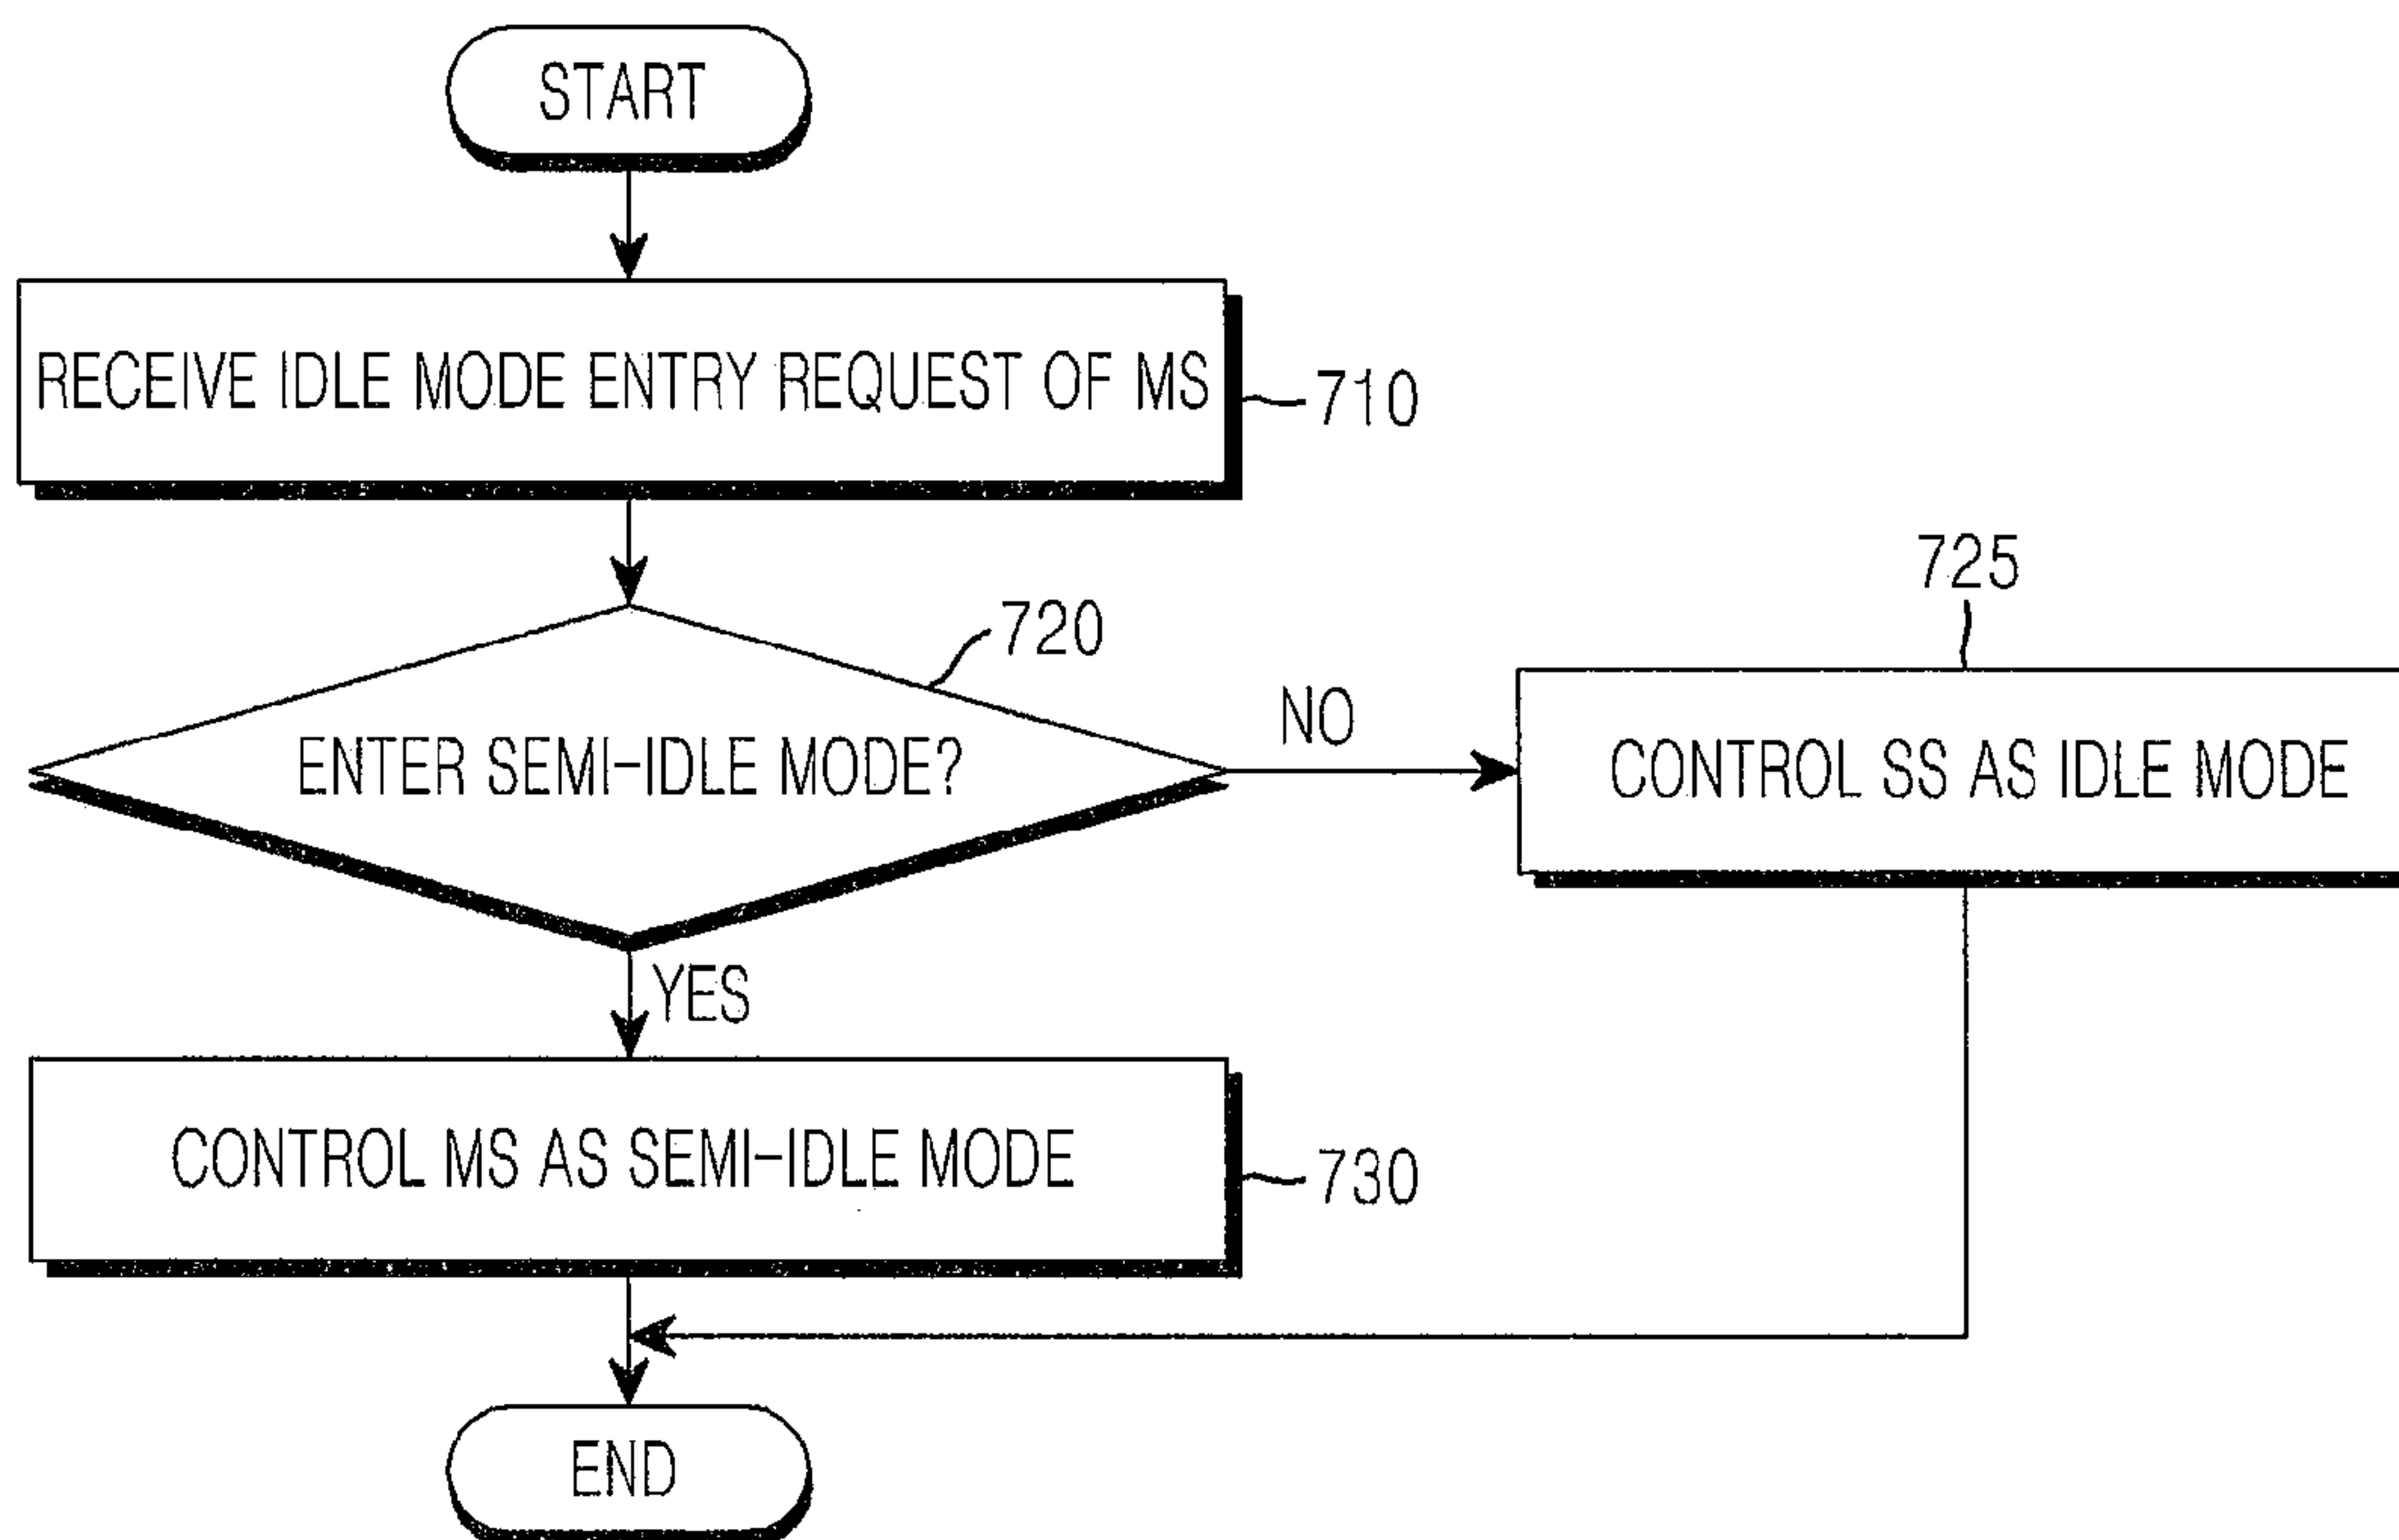 START
RECEIVE IDLE MODE ENTRY REQUEST OF MS
710
720
ENTER SEMI-IDLE MODE?
NO
725
CONTROL SS AS IDLE MODE
YES
CONTROL MS AS SEMI-IDLE MODE
730
END